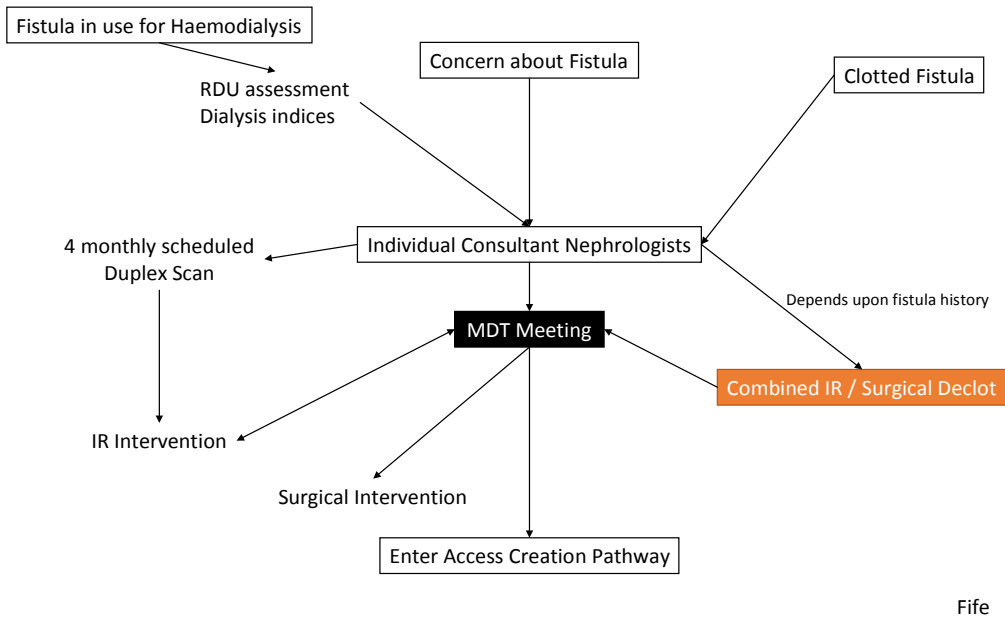 Fistula in use for Haemodialysis
Concern about Fistula
Clotted Fistula
RDU assessment
Dialysis indices
Individual Consultant Nephrologists
4 monthly scheduled
Duplex Scan
Depends upon fistula history
MDT Meeting
Combined IR / Surgical Declot
IR Intervention
Surgical Intervention
Enter Access Creation Pathway
Fife